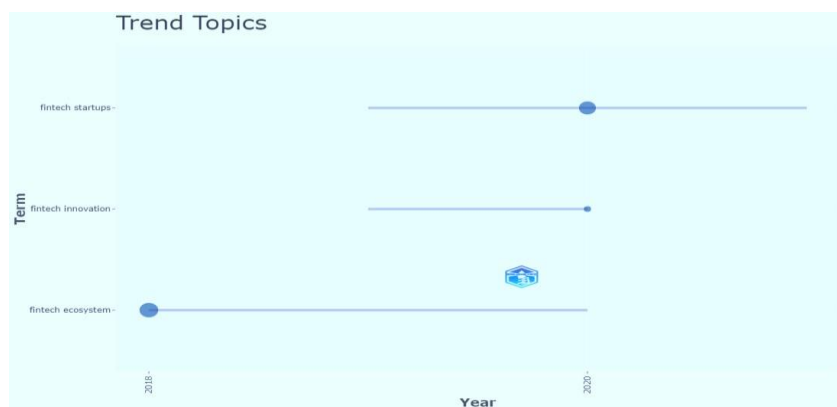 Trend Topics
fintech startups
fintech innovation
Term
fintech ecosystem
2018
2020
Year